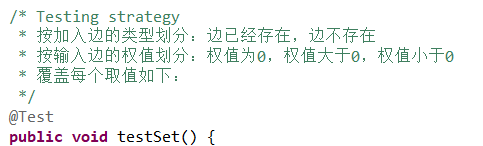 /* Testing strategy
 * 按加入边的类型划分：边已经存在，边不存在
 * 按输入边的权值划分：权值为0，权值大于0，权值小于0
 * 覆盖每个取值如下：
 */
@Test
public void testSet() {